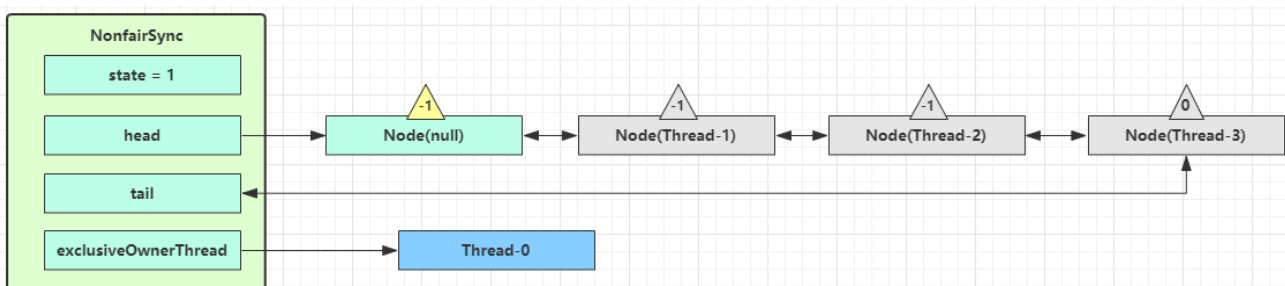 NonfairSync
state = 1
head
-1
Node(null)
-1
Node(Thread-1)
-1
Node(Thread-2)
0
Node(Thread-3)
tail
exclusiveOwnerThread
Thread-0